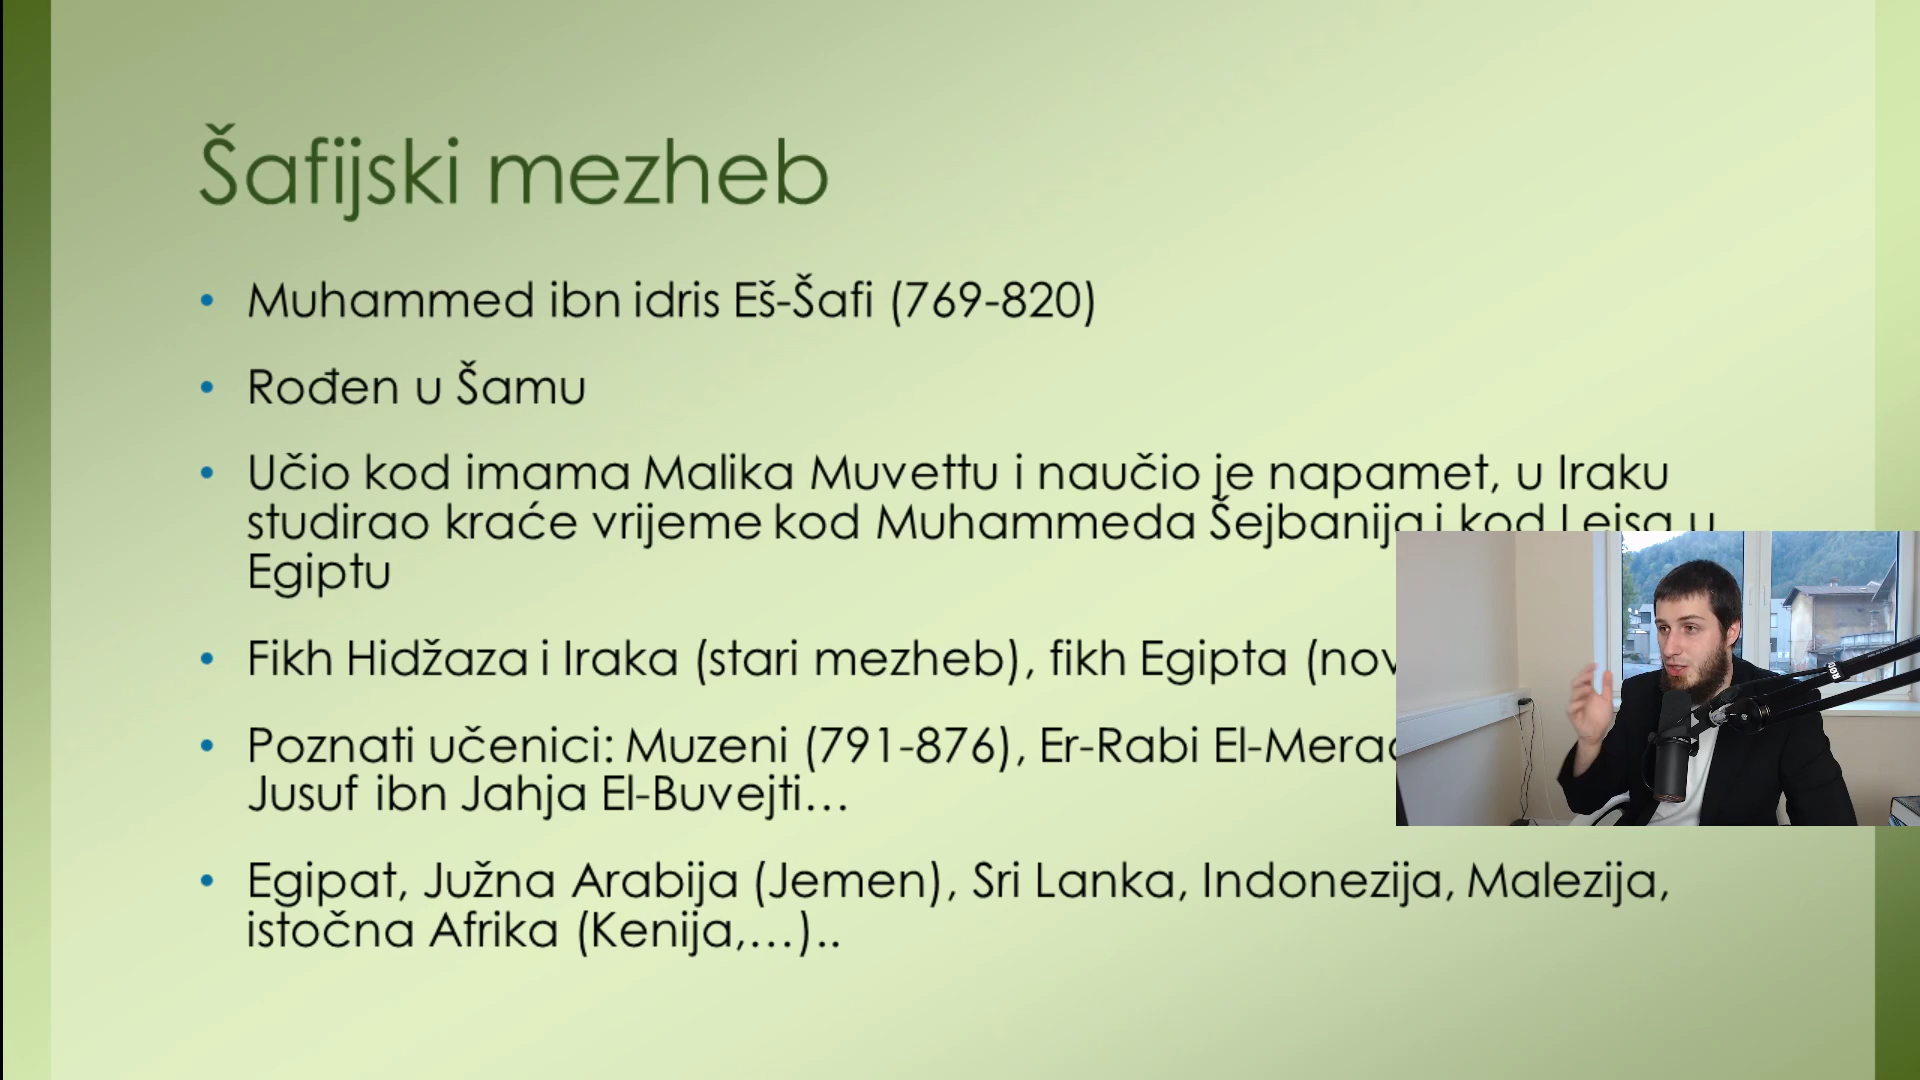 Šafijski mezheb
• Muhammed ibn idris Eš-Šafi (769-820)
• Rođen u Šamu
• Učio kod imama Malika Muvettu i naučio je napamet, u Iraku
studirao kraće vrijeme kod Muhammeda Šejbanija i kod Lejsa u
Egiptu
• Fikh Hidžaza i Iraka (stari mezheb), fikh Egipta
• Poznati učenici: Muzeni (791-876), Er-Rabi
Jusuf ibn Jahja El-Buvejti...
• Egipat, Južna Arabija (Jemen), Sri Lanka, Indonezija, Malezija,
istočna Afrika (Kenija,...)..